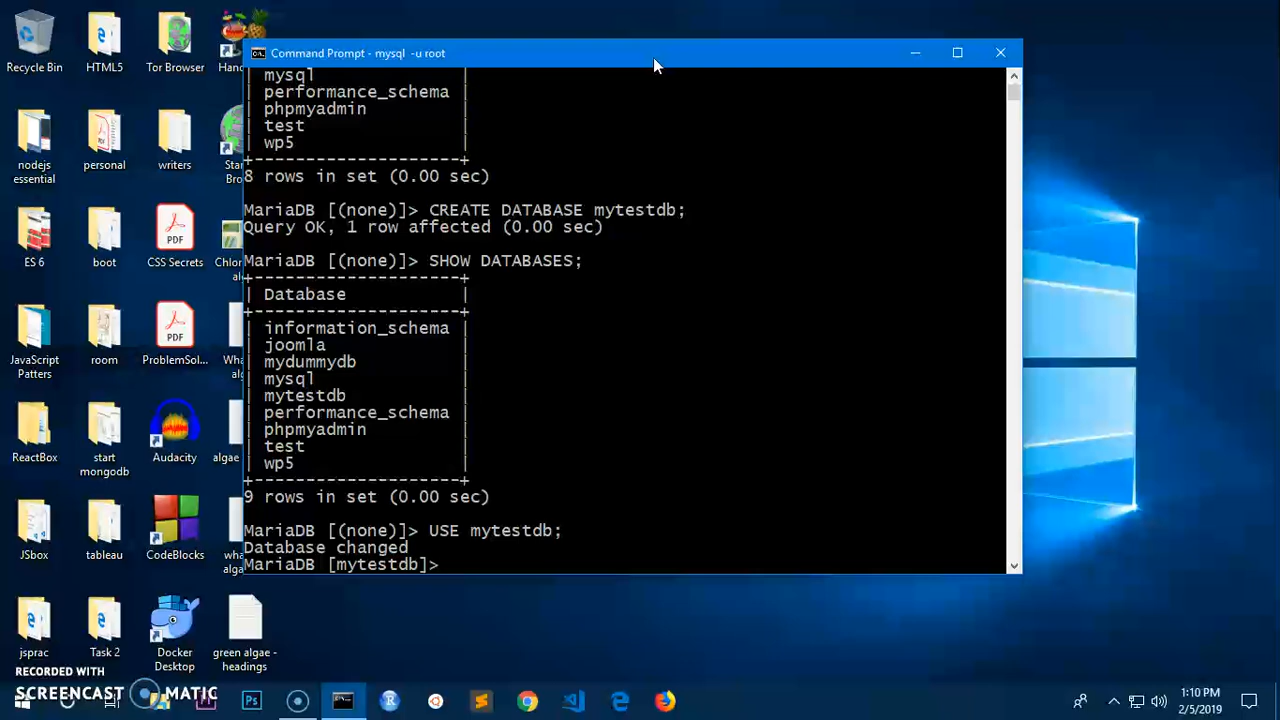 Command Prompt - mysql -u root
| mysql |
| performance_schema |
| phpmyadmin |
| test |
| wp5 |
+--------------------+
8 rows in set (0.00 sec)
MariaDB [(none)]> CREATE DATABASE mytestdb;
Query OK, 1 row affected (0.00 sec)
MariaDB [(none)]> SHOW DATABASES;
+--------------------+
| Database |
+--------------------+
| information_schema |
| joomla |
| mydummydb |
| mysql |
| mytestdb |
| performance_schema |
| phpmyadmin |
| test |
| wp5 |
+--------------------+
9 rows in set (0.00 sec)
MariaDB [(none)]> USE mytestdb;
Database changed
MariaDB [mytestdb]>
Recycle Bin
HTML5
Tor Browser
nodejs
essential
personal
writers
ES 6
boot
CSS Secrets
JavaScript
Patters
room
ProblemSol...
ReactBox
start
mongodb
Audacity
JSbox
tableau
CodeBlocks
jsprac
Task 2
Docker
Desktop
green algae -
headings
PDF
PDF
Ps
RECORDED WITH
SCREENCAST MATIC
1:10 PM
2/5/2019